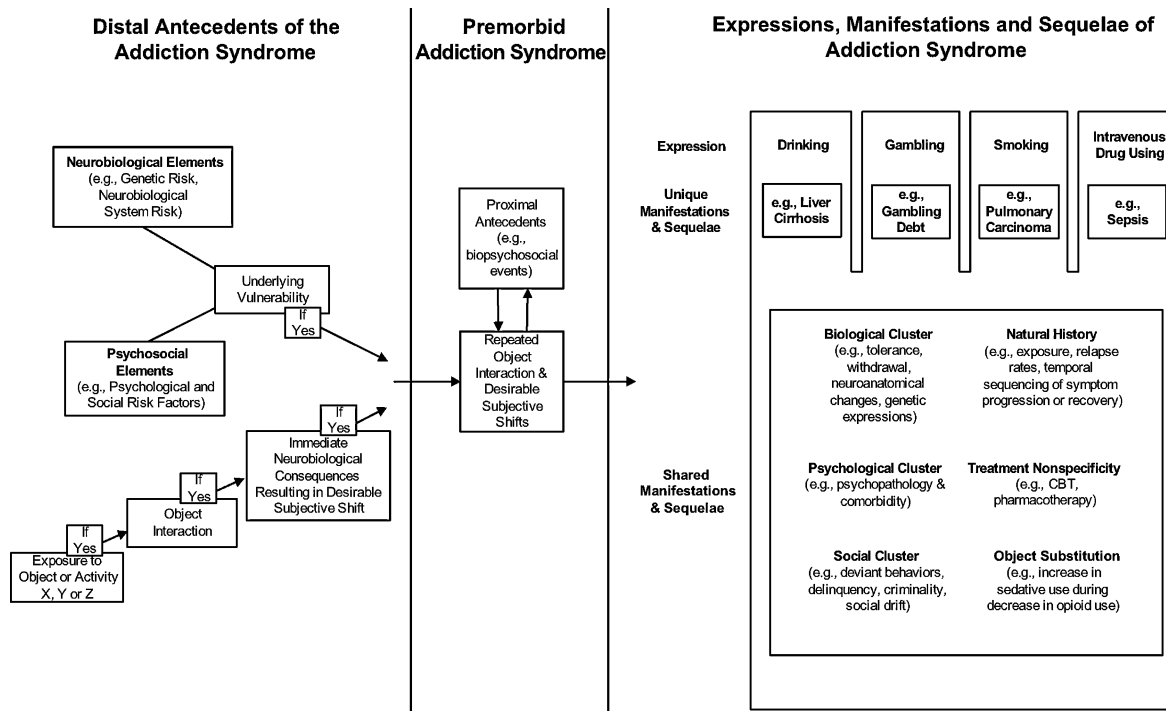 Distal Antecedents of the
Addiction Syndrome
Premorbid
Addiction Syndrome
Expressions, Manifestations and Sequelae of
Addiction Syndrome
Neurobiological Elements
(e.g., Genetic Risk,
Neurobiological
System Risk)
Underlying
Vulnerability
If
Yes
Psychosocial
Elements
(e.g., Psychological and
Social Risk Factors)
If
Yes
Immediate
Neurobiological
Consequences
Resulting in Desirable
Subjective Shift
If
Yes
Object
Interaction
If
Yes
Exposure to
Object or Activity
X, Y or Z
Proximal
Antecedents
(e.g.,
biopsychosocial
events)
Repeated
Object
Interaction &
Desirable
Subjective
Shifts
Expression
Drinking
Gambling
Smoking
Intravenous
Drug Using
Unique
Manifestations
& Sequelae
e.g., Liver
Cirrhosis
e.g.,
Gambling
Debt
e.g.,
Pulmonary
Carcinoma
e.g.,
Sepsis
Shared
Manifestations
& Sequelae
Biological Cluster
(e.g., tolerance,
withdrawal,
neuroanatomical
changes, genetic
expressions)
Natural History
(e.g., exposure, relapse
rates, temporal
sequencing of symptom
progression or recovery)
Psychological Cluster
(e.g., psychopathology &
comorbidity)
Treatment Nonspecificity
(e.g., CBT,
pharmacotherapy)
Social Cluster
(e.g., deviant behaviors,
delinquency, criminality,
social drift)
Object Substitution
(e.g., increase in
sedative use during
decrease in opioid use)